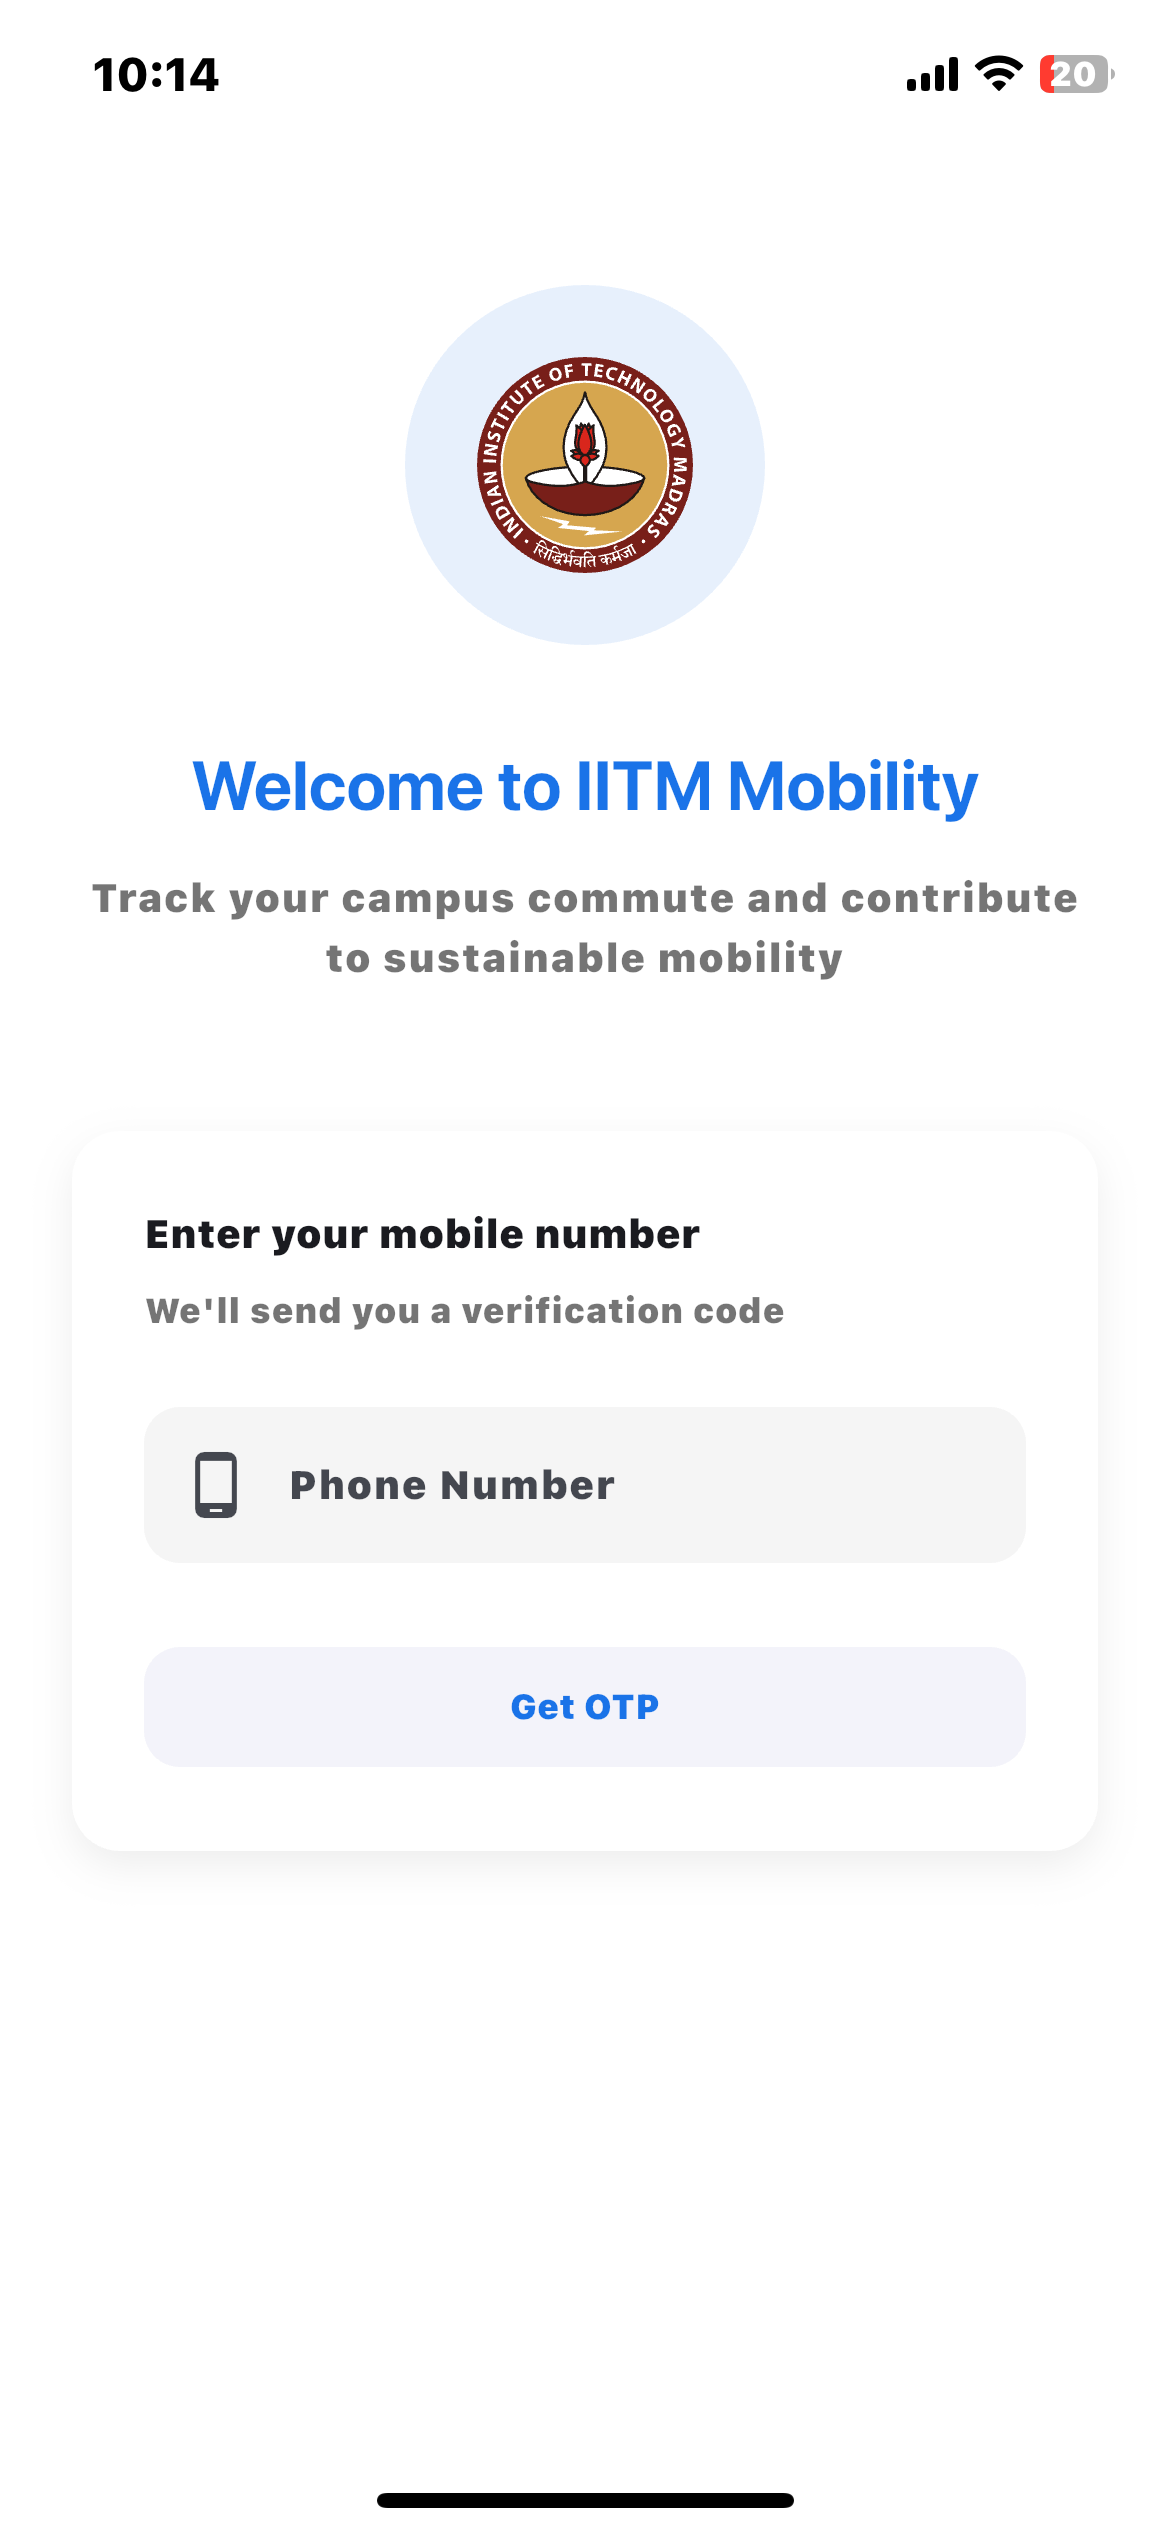 10:14
20
INDIAN INSTITUTE OF TECHNOLOGY MADRAS
सिद्धिर्भवति कर्मजा
Welcome to IITM Mobility
Track your campus commute and contribute
to sustainable mobility
Enter your mobile number
We'll send you a verification code
Phone Number
Get OTP